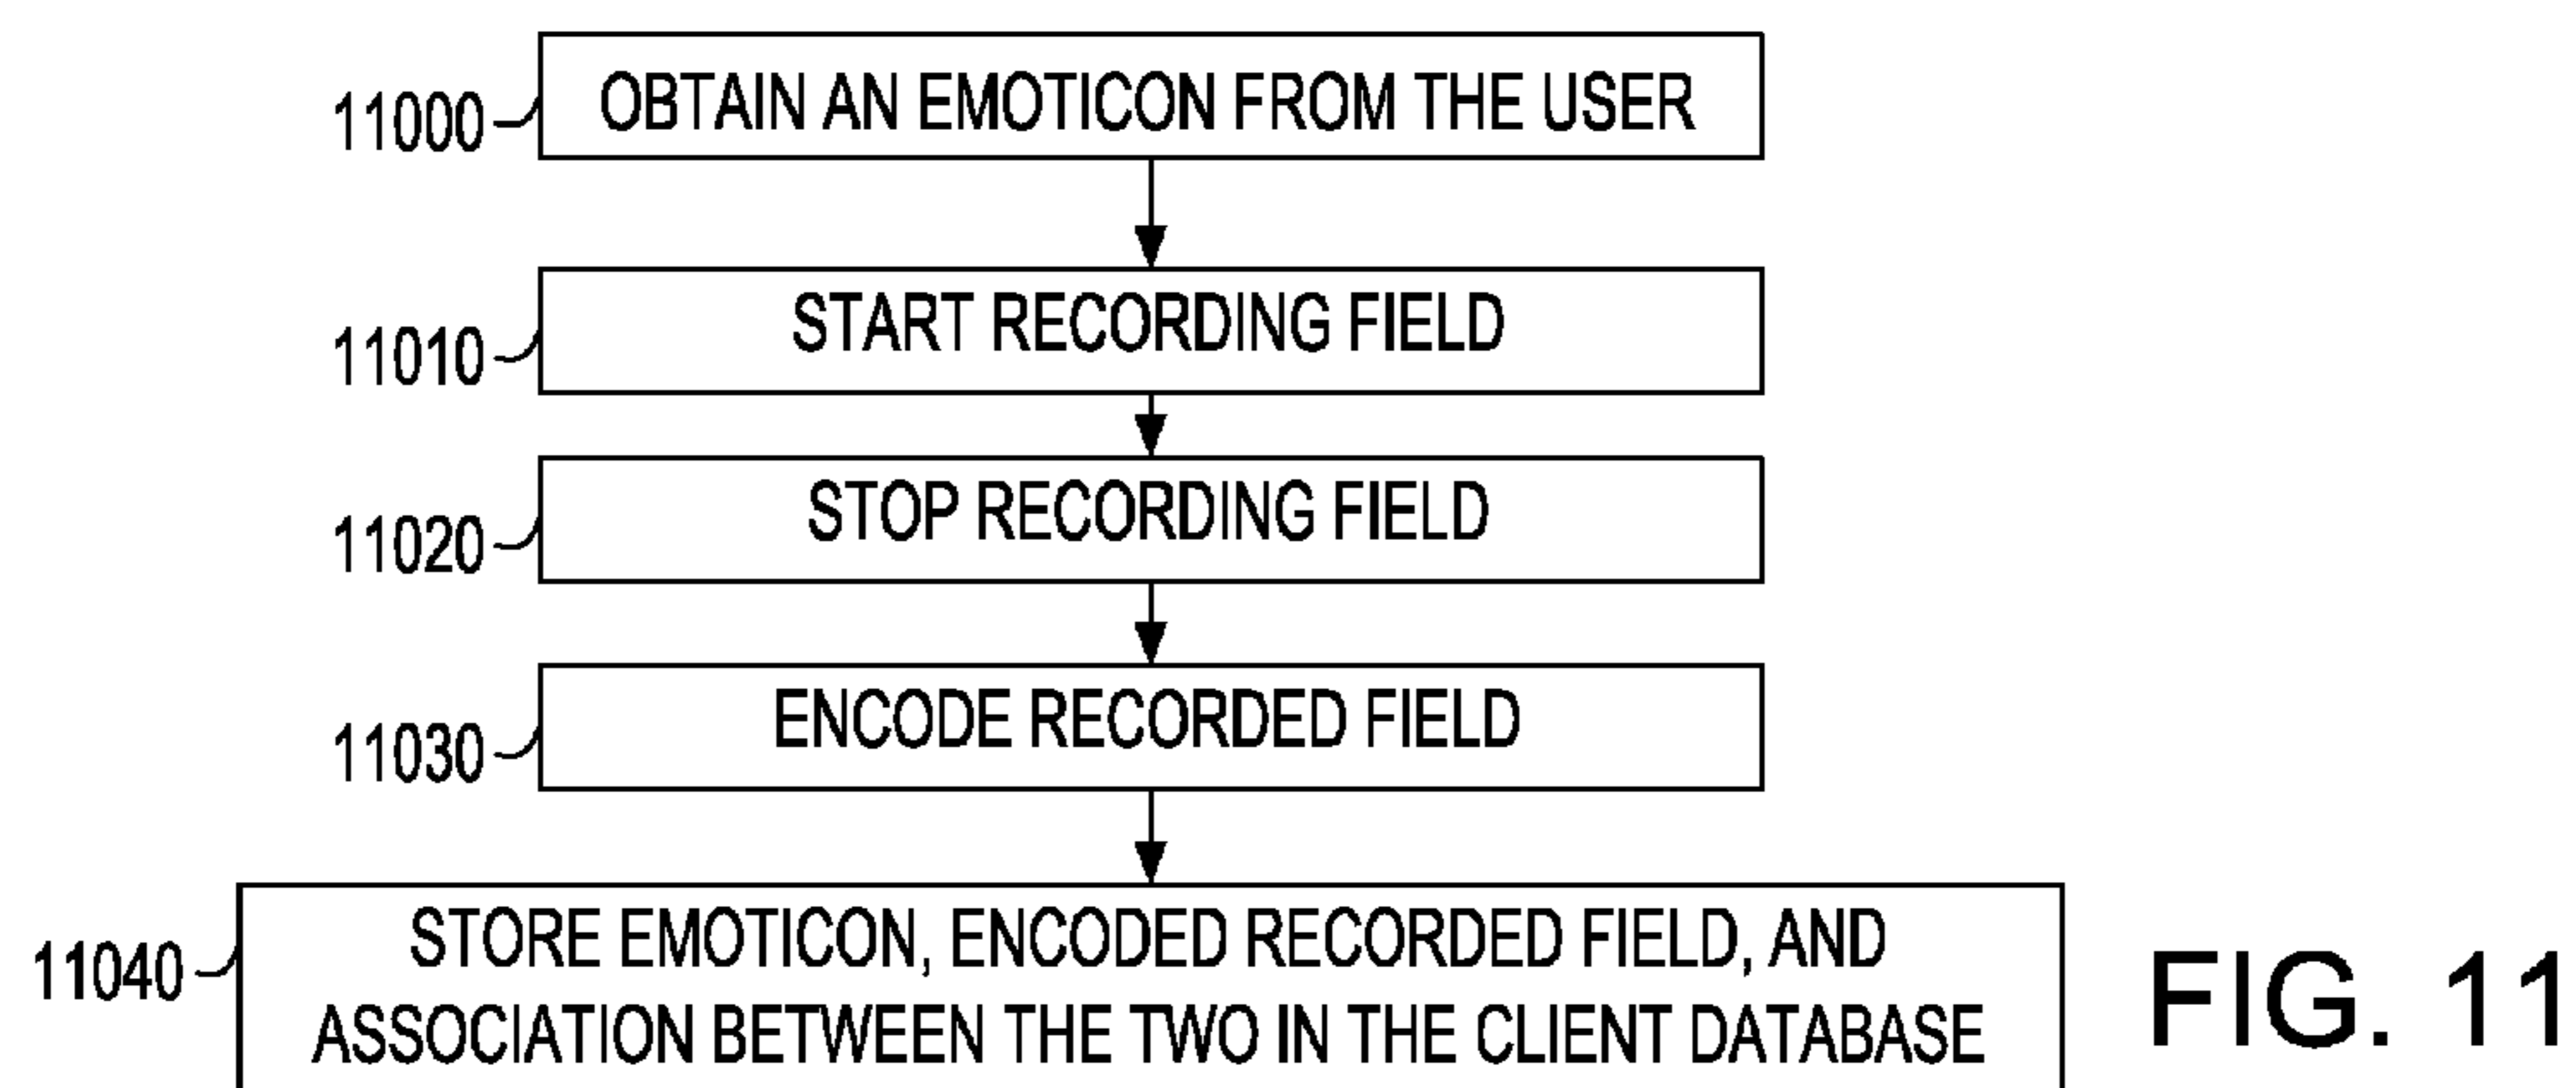 11000
OBTAIN AN EMOTICON FROM THE USER
11010
START RECORDING FIELD
11020
STOP RECORDING FIELD
11030
ENCODE RECORDED FIELD
11040
STORE EMOTICON, ENCODED RECORDED FIELD, AND
ASSOCIATION BETWEEN THE TWO IN THE CLIENT DATABASE
FIG. 11